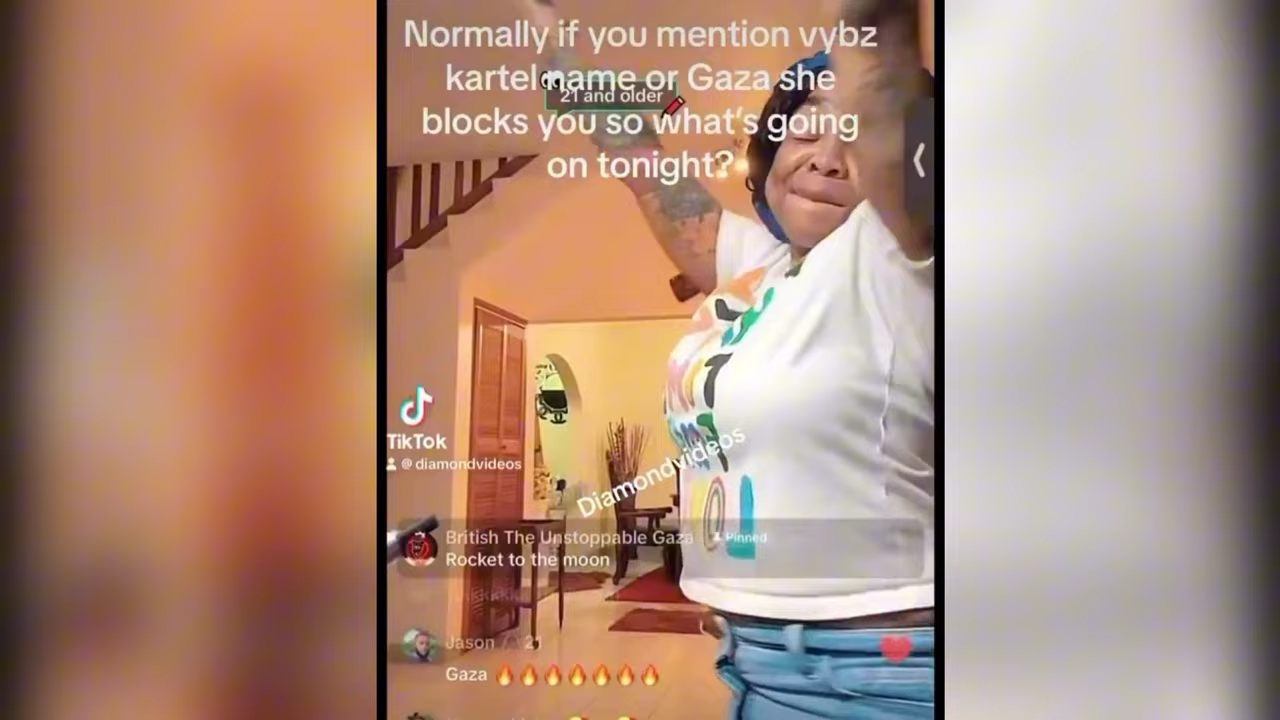 Normally if you mention vybz
kartel name or Gaza she
21 and older
blocks you so what's going
on tonight?
TikTok
@ diamondvideos
Diamondvideos
British The Unstoppable Gaza
Pinned
Rocket to the moon
Jason
21
Gaza 🔥🔥🔥🔥🔥🔥🔥